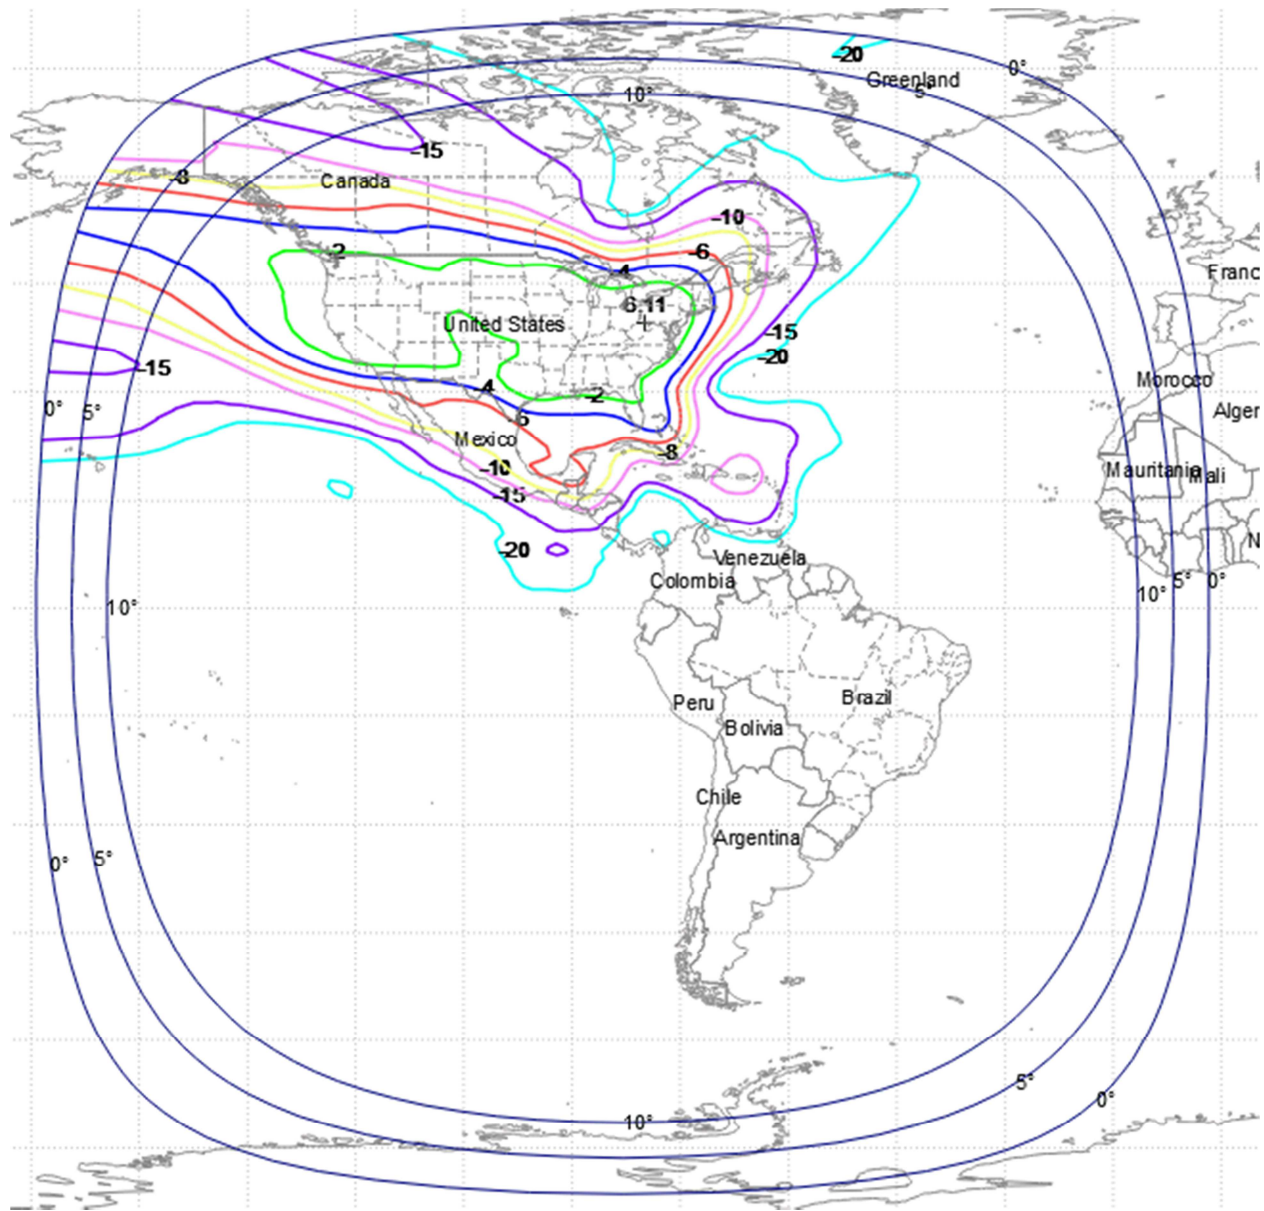 -20
0°
Greenland
5°
10°
-15
-8
Canada
-10
-2
-6
-4
Franc
6.11
United States
-15
-20
-15
Morocco
0°
5°
-4
-2
Alger
-6
Mexico
-8
-10
Mauritania
Mali
-15
-20
N
Venezuela
Colombia
10°
10°
5°
0°
Peru
Brazil
Bolivia
Chile
Argentina
0°
5°
5°
0°
10°